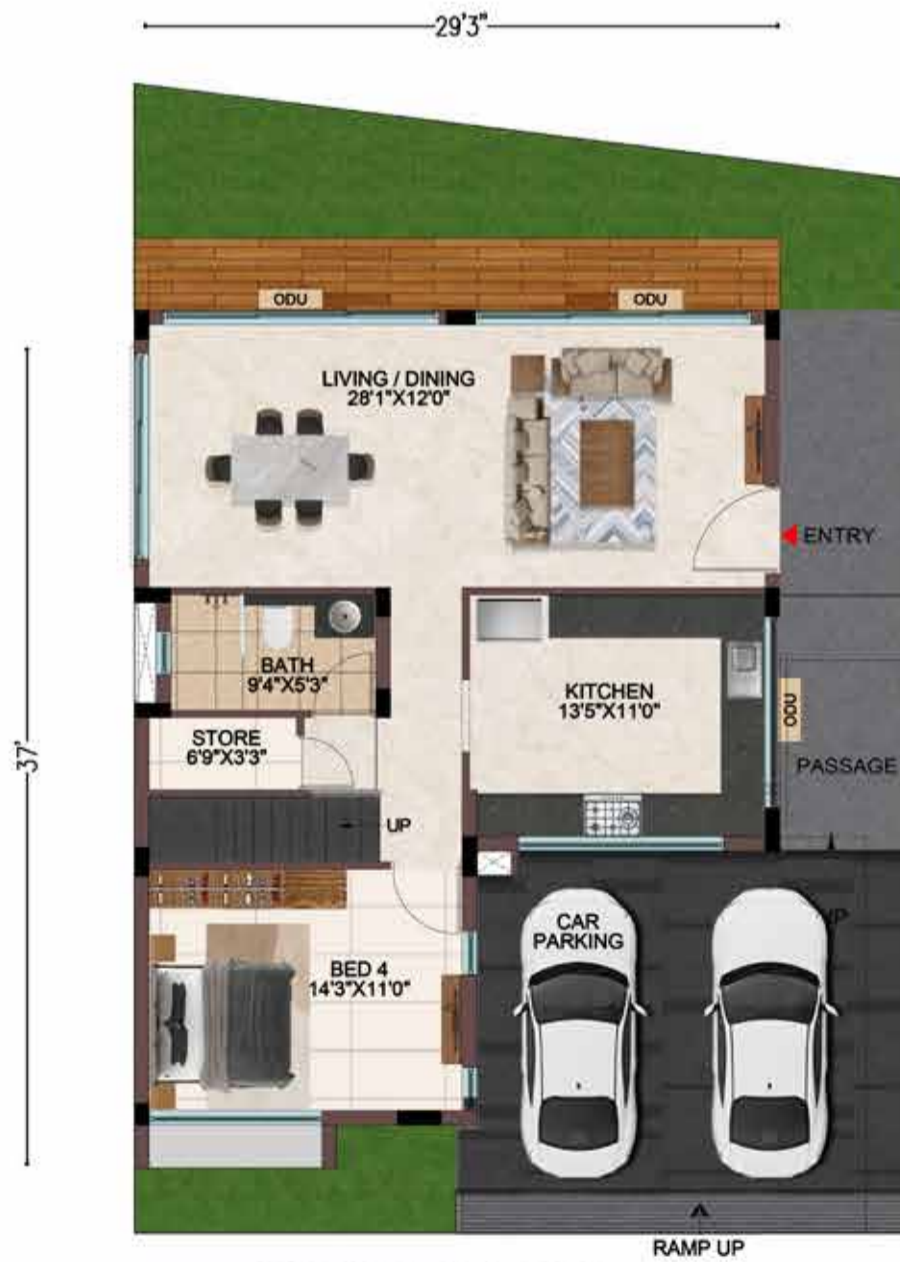 29'3"
ODU
ODU
LIVING / DINING
28'1"X12'0"
ENTRY
BATH
9'4"X5'3"
KITCHEN
13'5"X11'0"
ODU
STORE
6'9"X3'3"
PASSAGE
37'
UP
CAR
PARKING
BED 4
14'3"X11'0"
RAMP UP